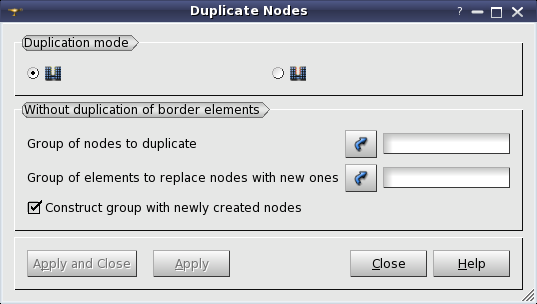 Duplicate Nodes
?
Duplication mode
Without duplication of border elements
Group of nodes to duplicate
Group of elements to replace nodes with new ones
Construct group with newly created nodes
Apply and Close
Apply
Close
Help